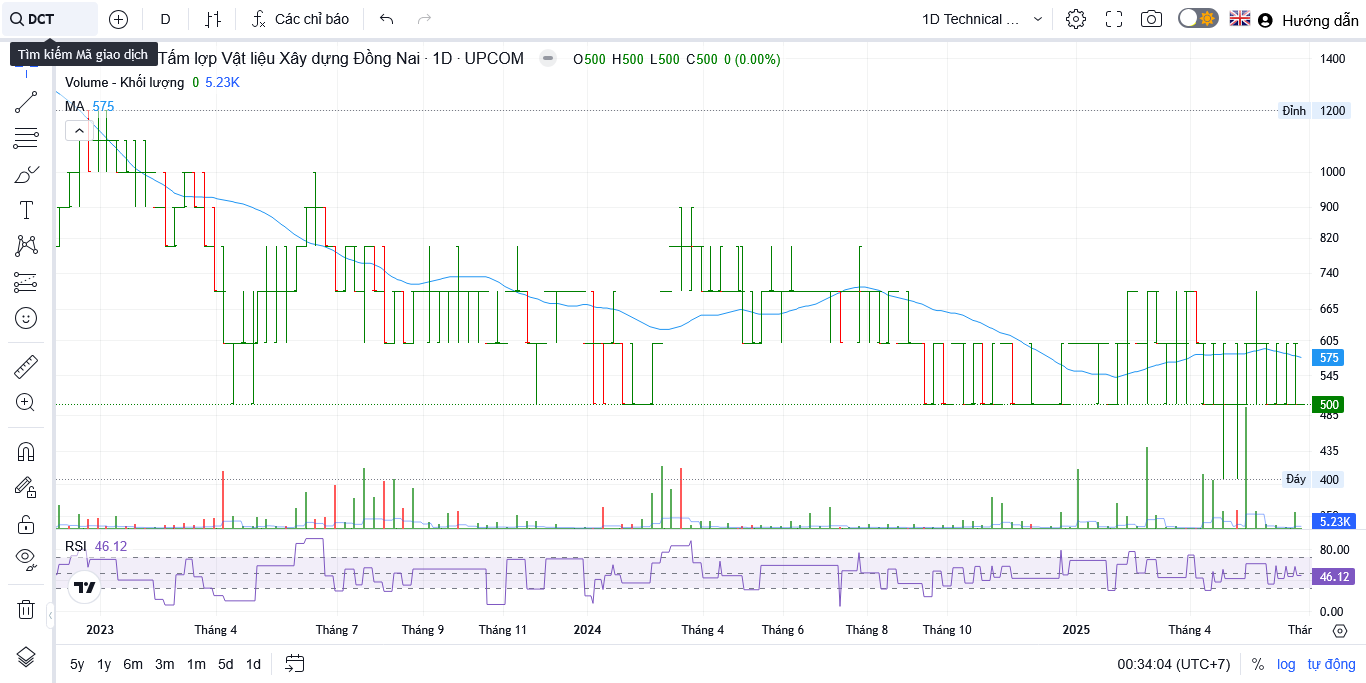 DCT
D
Các chỉ báo
1D Technical ...
Hướng dẫn
Tìm kiếm Mã giao dịch
Tấm lợp Vật liệu Xây dựng Đồng Nai · 1D · UPCOM
O500 H500 L500 C500 0 (0.00%)
Volume - Khối lượng 0 5.23K
MA 575
1400
Đỉnh 1200
1000
900
820
740
665
605
575
545
500
485
435
Đáy 400
350
5.23K
RSI 46.12
80.00
46.12
0.00
2023 Tháng 4 Tháng 7 Tháng 9 Tháng 11 2024 Tháng 4 Tháng 6 Tháng 8 Tháng 10 2025 Tháng 4 Thár
5y 1y 6m 3m 1m 5d 1d
00:34:04 (UTC+7) % log tự động